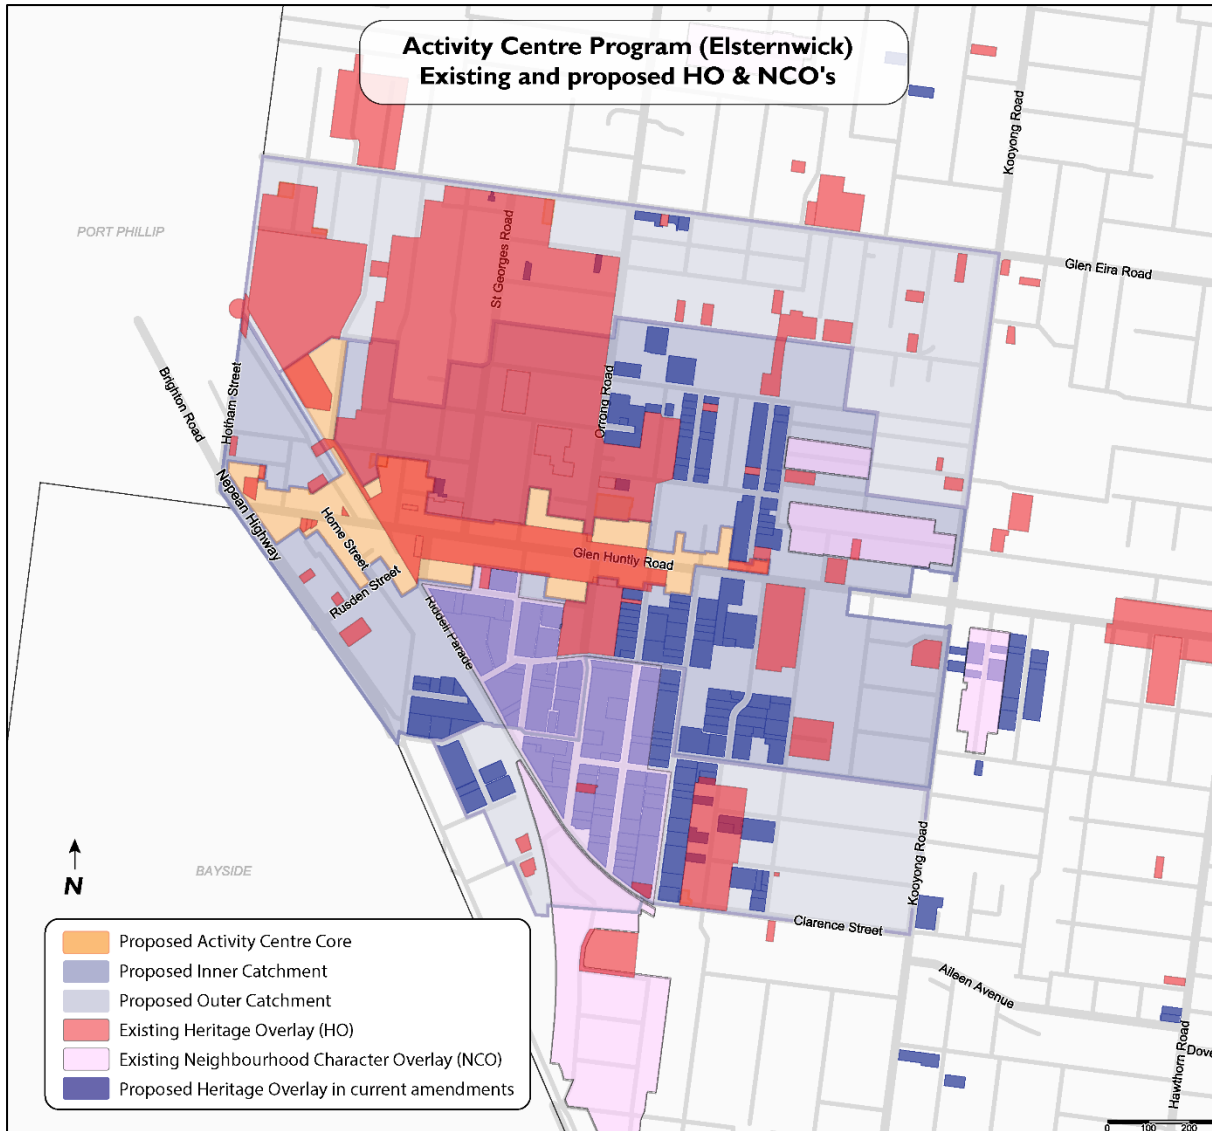 Activity Centre Program (Elsternwick)
Existing and proposed HO & NCO's
Kooyong Road
PORT PHILLIP
St Georges Road
Glen Eira Road
Brighton Road
Hotham Street
Orrong Road
Nepean Highway
Horne Street
Glen Huntly Road
Rusden Street
Riddell Parade
Kooyong Road
BAYSIDE
N
Clarence Street
Aileen Avenue
Hawthorn Road
Dove
Proposed Activity Centre Core
Proposed Inner Catchment
Proposed Outer Catchment
Existing Heritage Overlay (HO)
Existing Neighbourhood Character Overlay (NCO)
Proposed Heritage Overlay in current amendments
0 100 200